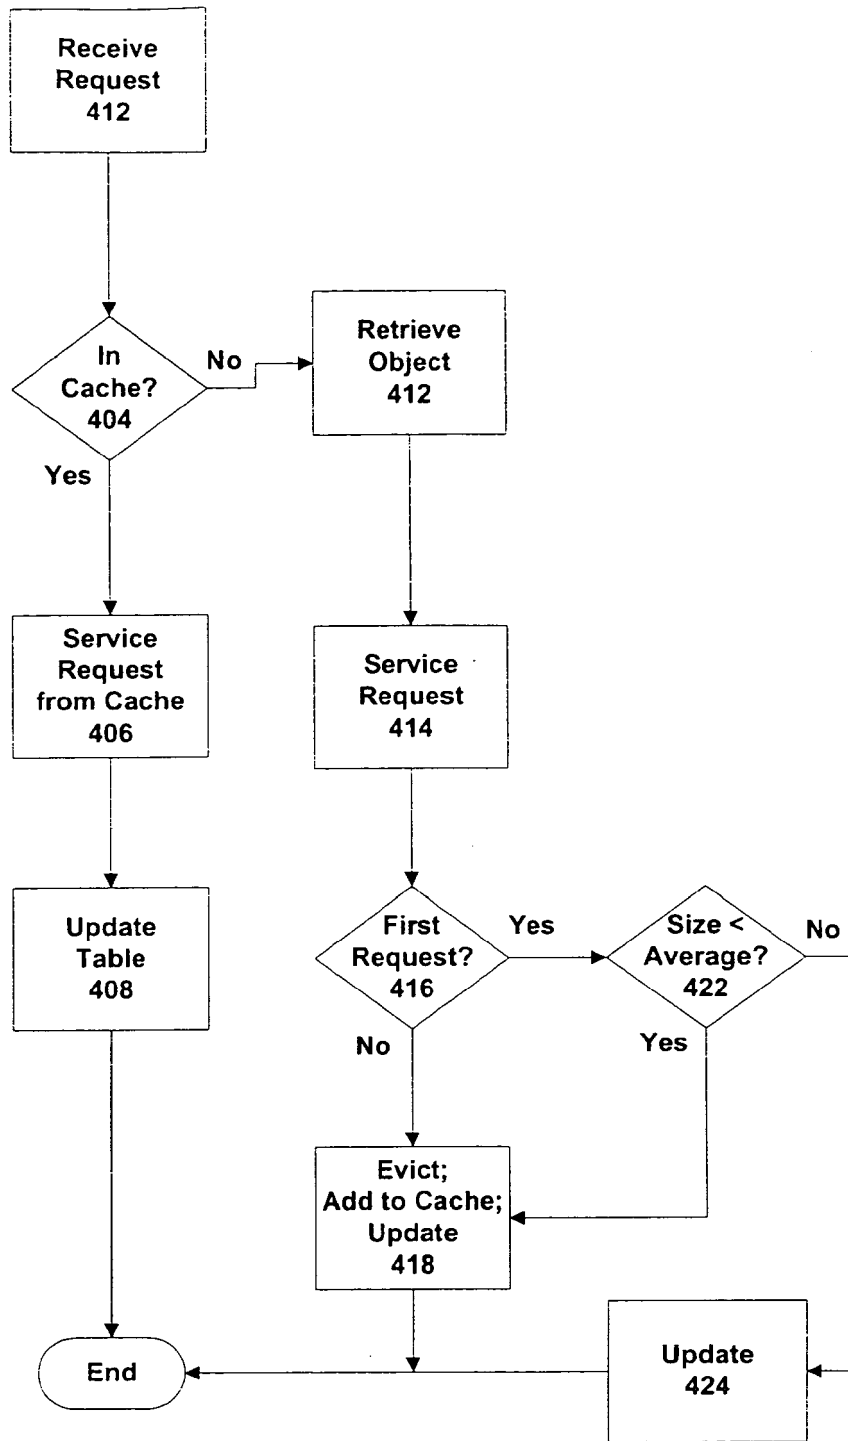 Receive
Request
412
In
Cache?
404
No
Yes
Retrieve
Object
412
Service
Request
from Cache
406
Service
Request
414
Update
Table
408
First
Request?
416
Yes
No
Size <
Average?
422
No
Yes
Evict;
Add to Cache;
Update
418
End
Update
424